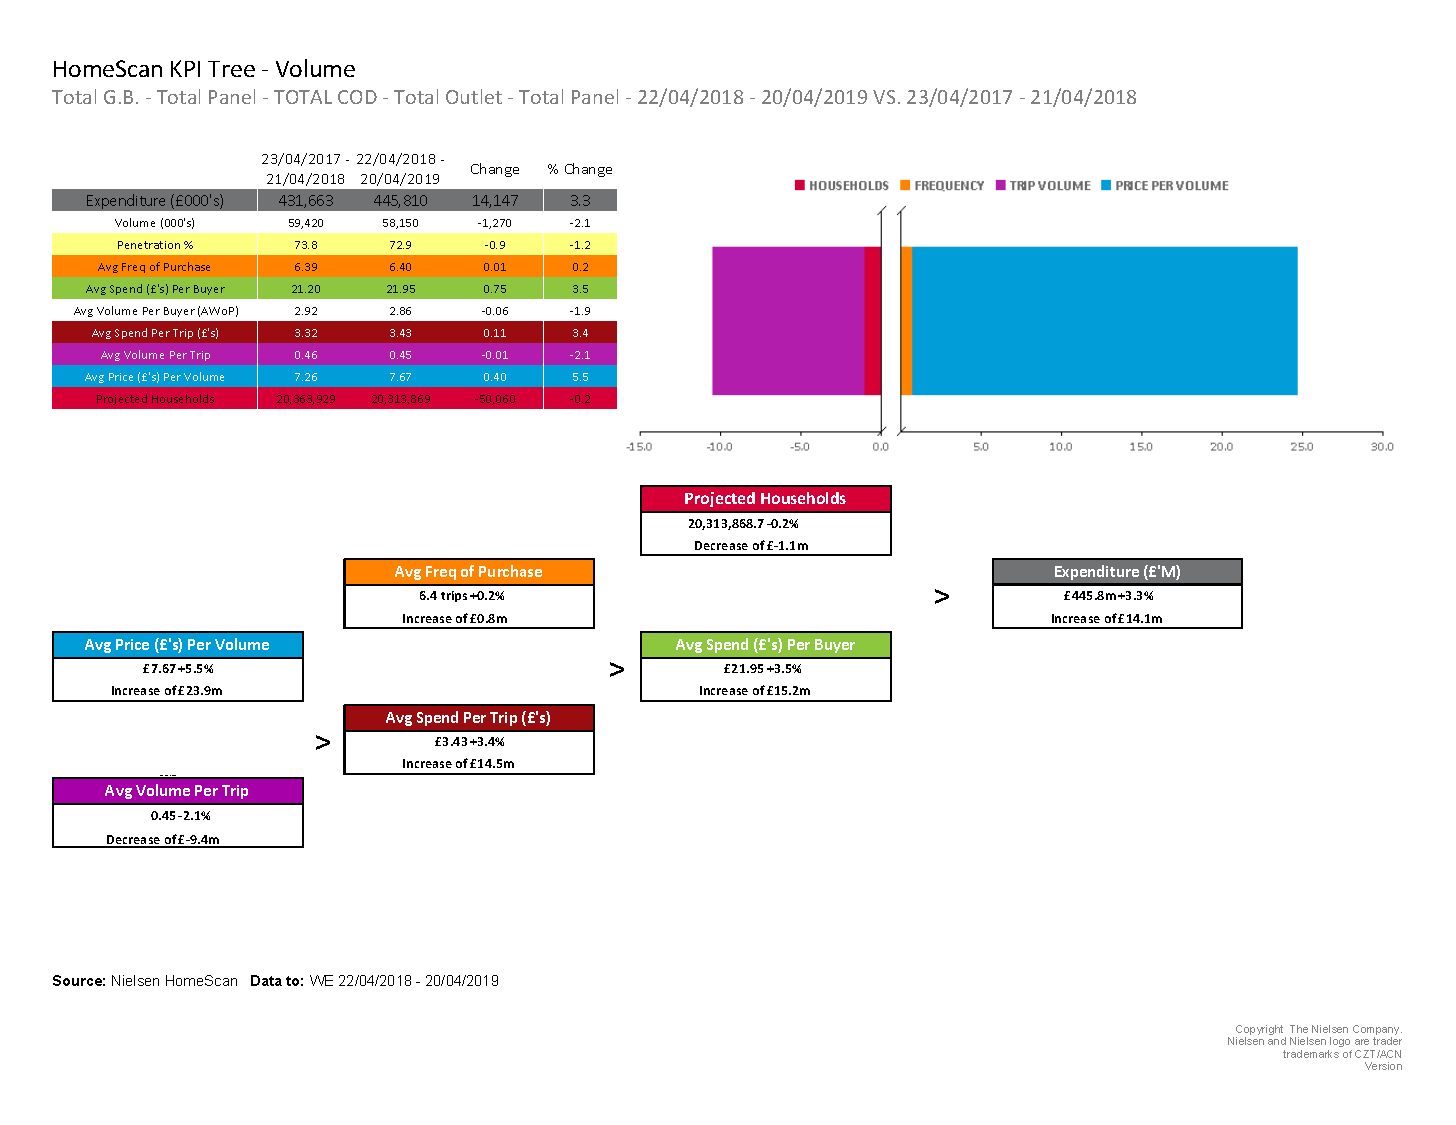 HomeScan KPI Tree - Volume
Total G.B. - Total Panel - TOTAL COD - Total Outlet - Total Panel - 22/04/2018 - 20/04/2019 VS. 23/04/2017 - 21/04/2018
23/04/2017 - 21/04/2018 22/04/2018 - 20/04/2019 Change % Change
Expenditure (£000's) 431,663 445,810 14,147 3.3
Volume (000's) 59,420 58,150 -1,270 -2.1
Penetration % 73.8 72.9 -0.9 -1.2
Avg Freq of Purchase 6.39 6.40 0.01 0.2
Avg Spend (£'s) Per Buyer 21.20 21.95 0.75 3.5
Avg Volume Per Buyer (AWoP) 2.92 2.86 -0.06 -1.9
Avg Spend Per Trip (£'s) 3.32 3.43 0.11 3.4
Avg Volume Per Trip 0.46 0.45 -0.01 -2.1
Avg Price (£'s) Per Volume 7.26 7.67 0.40 5.5
Projected Households 20,363,929 20,313,869 -50,060 -0.2
HOUSEHOLDS FREQUENCY TRIP VOLUME PRICE PER VOLUME
-15.0 -10.0 -5.0 0.0 5.0 10.0 15.0 20.0 25.0 30.0
Projected Households
20,313,868.7 -0.2%
Decrease of £-1.1m
Avg Freq of Purchase
6.4 trips +0.2%
Increase of £0.8m
>
Expenditure (£'M)
£445.8m +3.3%
Increase of £14.1m
Avg Price (£'s) Per Volume
£7.67 +5.5%
Increase of £23.9m
>
Avg Spend (£'s) Per Buyer
£21.95 +3.5%
Increase of £15.2m
>
Avg Spend Per Trip (£'s)
£3.43 +3.4%
Increase of £14.5m
Avg Volume Per Trip
0.45 -2.1%
Decrease of £-9.4m
Source: Nielsen HomeScan Data to: WE 22/04/2018 - 20/04/2019
Copyright The Nielsen Company.
Nielsen and Nielsen logo are trader
trademarks of CZT/ACN
Version